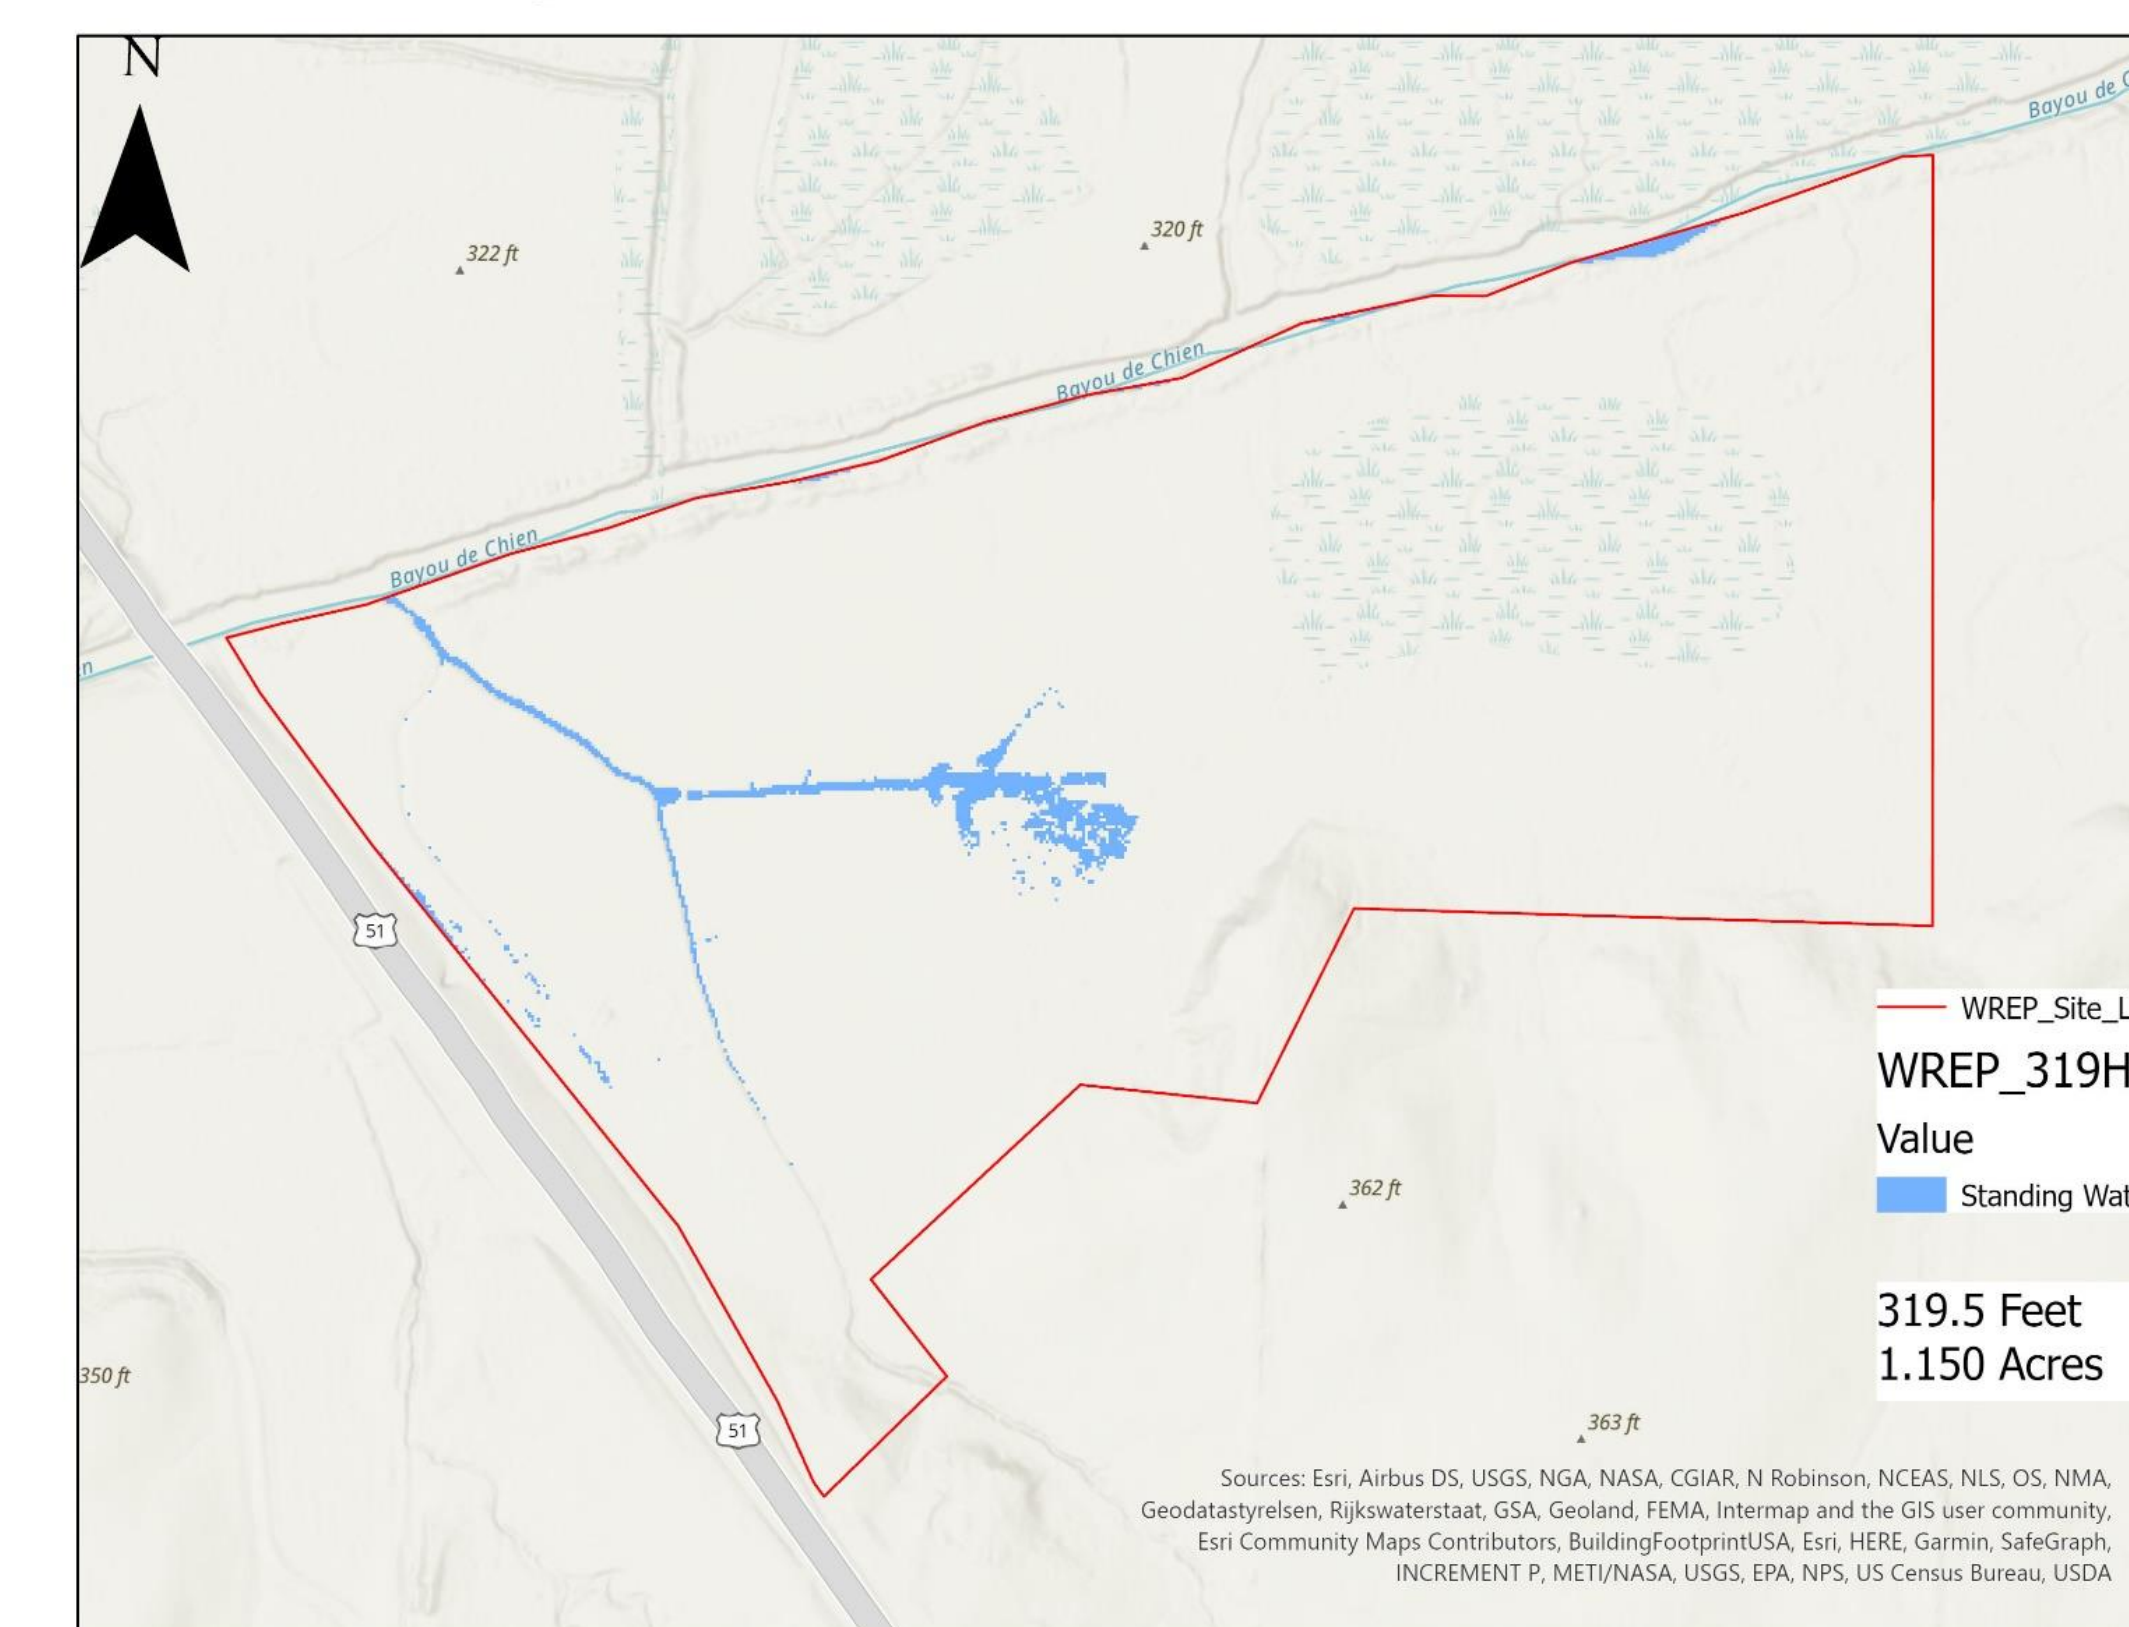 N
Bayou de C
320 ft
322 ft
Bayou de Chien
Bayou de Chien
n
51
WREP_Site_L
WREP_319H
Value
362 ft
Standing Wat
319.5 Feet
1.150 Acres
350 ft
51
363 ft
Sources: Esri, Airbus DS, USGS, NGA, NASA, CGIAR, N Robinson, NCEAS, NLS, OS, NMA,
Geodatastyrelsen, Rijkswaterstaat, GSA, Geoland, FEMA, Intermap and the GIS user community,
Esri Community Maps Contributors, BuildingFootprintUSA, Esri, HERE, Garmin, SafeGraph,
INCREMENT P, METI/NASA, USGS, EPA, NPS, US Census Bureau, USDA